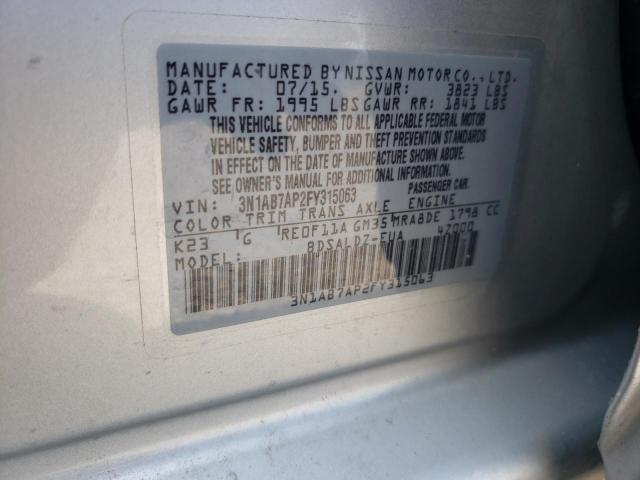 MANUFACTURED BY NISSAN MOTOR CO., LTD.
DATE: 07/15. GVWR: 3823 LBS
GAWR FR: 1995 LBS GAWR RR: 1841 LBS
THIS VEHICLE CONFORMS TO ALL APPLICABLE FEDERAL MOTOR
VEHICLE SAFETY, BUMPER AND THEFT PREVENTION STANDARDS
IN EFFECT ON THE DATE OF MANUFACTURE SHOWN ABOVE.
SEE OWNER'S MANUAL FOR ADDITIONAL INFORMATION.
VIN: 3N1AB7AP2FY315063 PASSENGER CAR.
COLOR TRIM TRANS AXLE ENGINE
K23 G RE0F11A GM35 MRA8DE 1798 CC
MODEL: BDSALDZ-EUA 47000
3N1AB7AP2FY315063